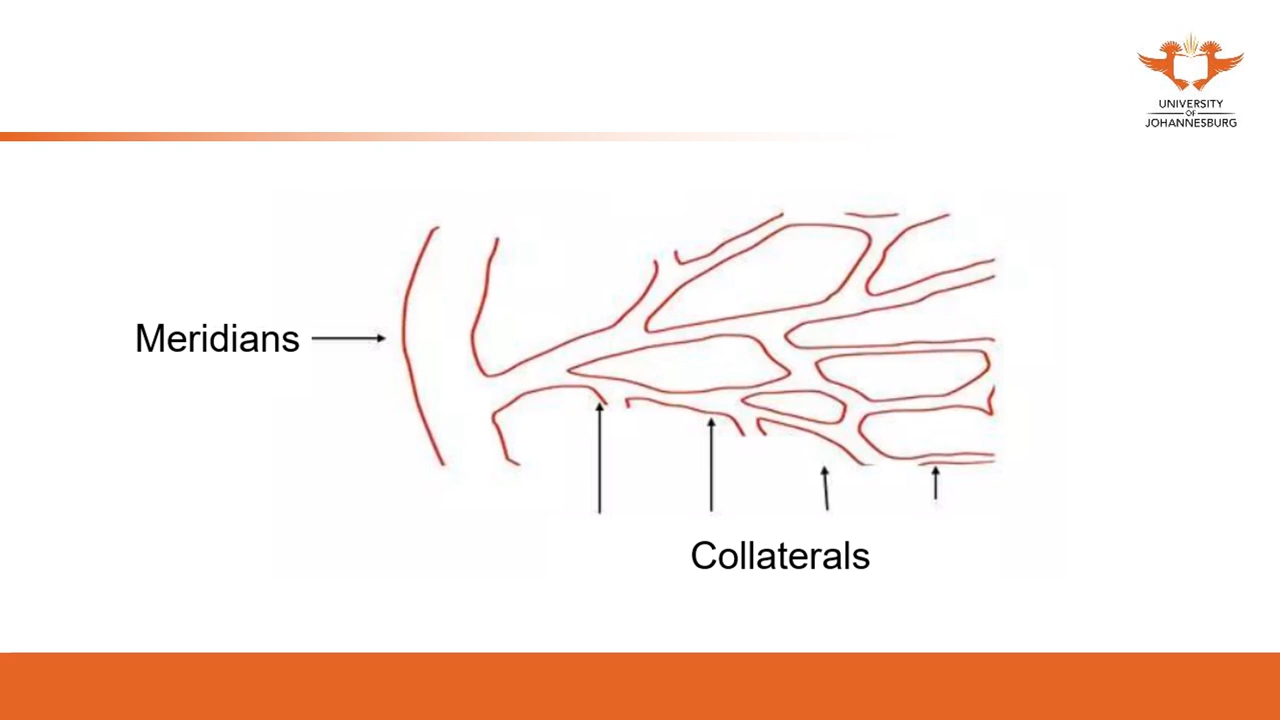 UNIVERSITY
OF
JOHANNESBURG
Meridians
Collaterals